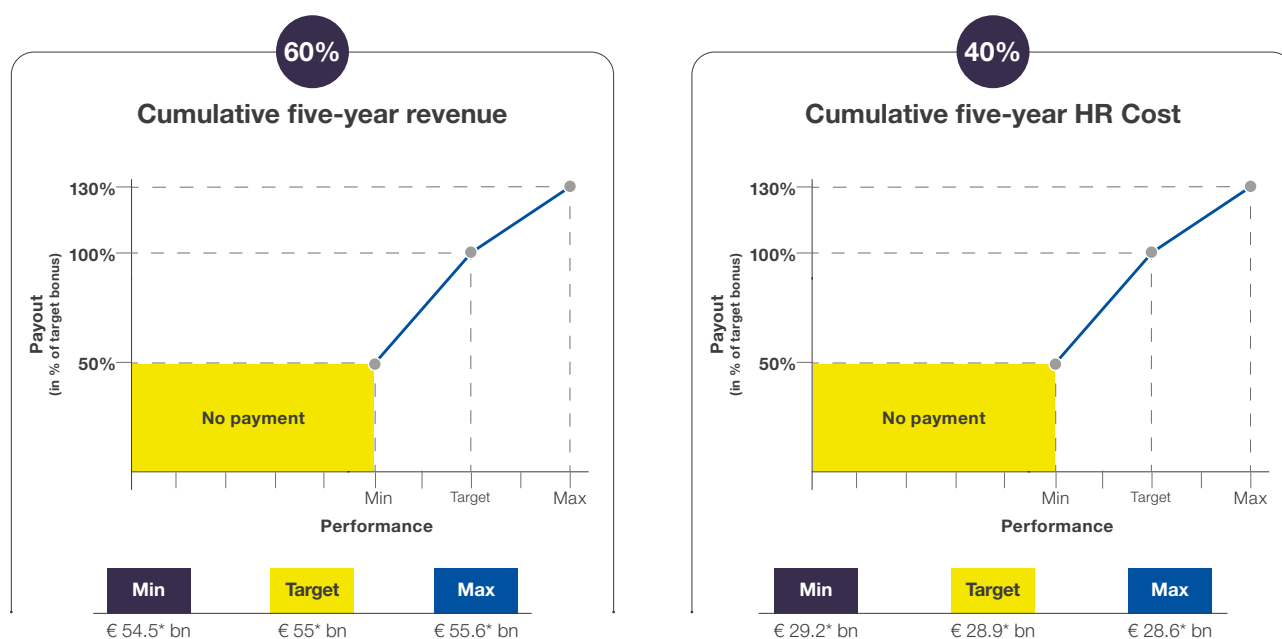 60%
Cumulative five-year revenue
130%
100%
50%
Payout
(in % of target bonus)
No payment
Min
Target
Max
Performance
Min
Target
Max
€ 54.5* bn
€ 55* bn
€ 55.6* bn
40%
Cumulative five-year HR Cost
130%
100%
50%
Payout
(in % of target bonus)
No payment
Min
Target
Max
Performance
Min
Target
Max
€ 29.2* bn
€ 28.9* bn
€ 28.6* bn